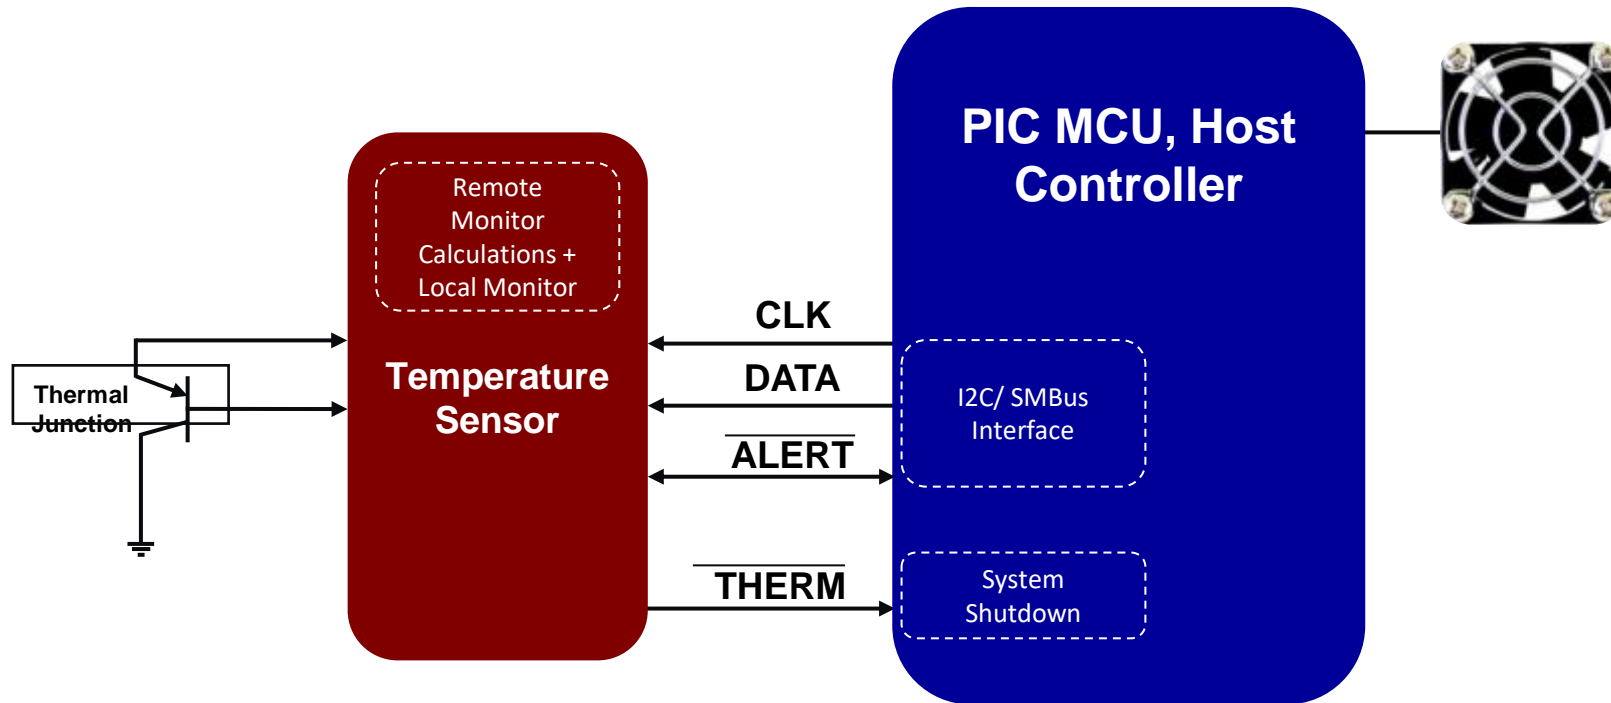 PIC MCU, Host
Controller
Remote
Monitor
Calculations +
Local Monitor
Temperature
Sensor
Thermal
Junction
CLK
DATA
ALERT
THERM
I2C/ SMBus
Interface
System
Shutdown